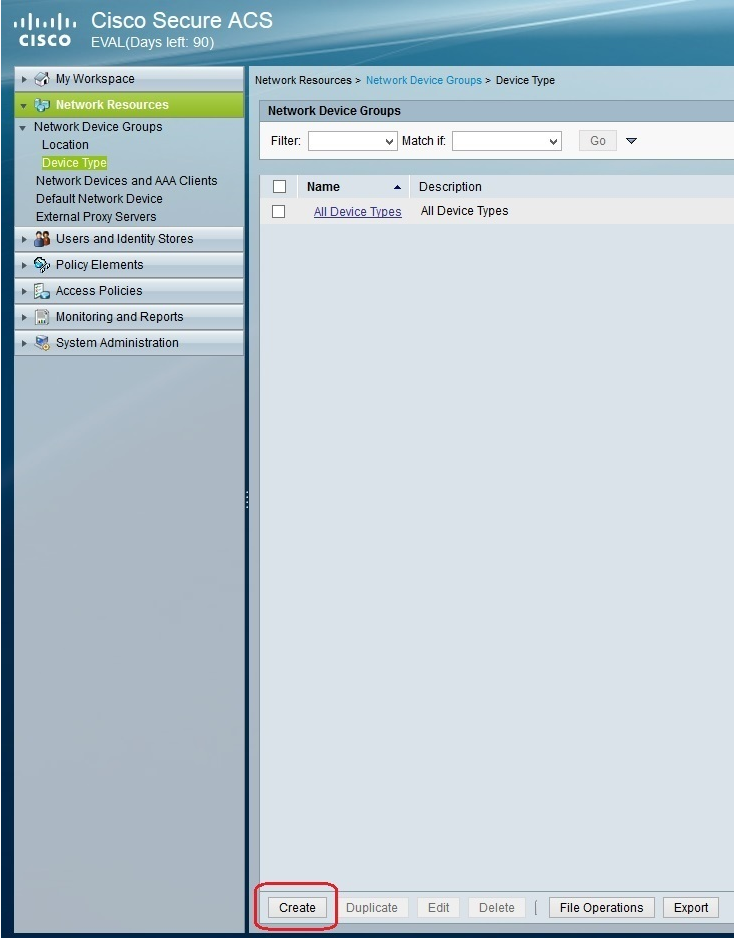 Cisco Secure ACS
CISCO
EVAL(Days left: 90)
My Workspace
Network Resources
Network Device Groups
Location
Device Type
Network Devices and AAA Clients
Default Network Device
External Proxy Servers
Users and Identity Stores
Policy Elements
Access Policies
Monitoring and Reports
System Administration
Network Resources > Network Device Groups > Device Type
Network Device Groups
Filter: Match if: Go
Name Description
All Device Types All Device Types
Create Duplicate Edit Delete File Operations Export